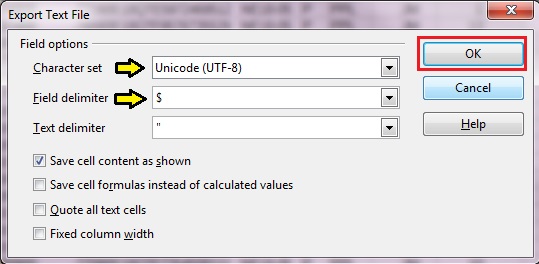 Export Text File
Field options
Character set Unicode (UTF-8) OK
Field delimiter $ Cancel
Text delimiter " Help
Save cell content as shown
Save cell formulas instead of calculated values
Quote all text cells
Fixed column width